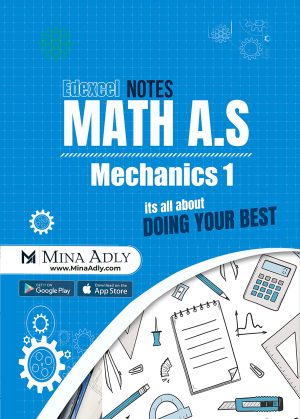 Edexcel NOTES
MATH A.S
Mechanics 1
its all about
DOING YOUR BEST
MINA ADLY
www.MinaAdly.com
GET IT ON
Google Play
Download on the
App Store